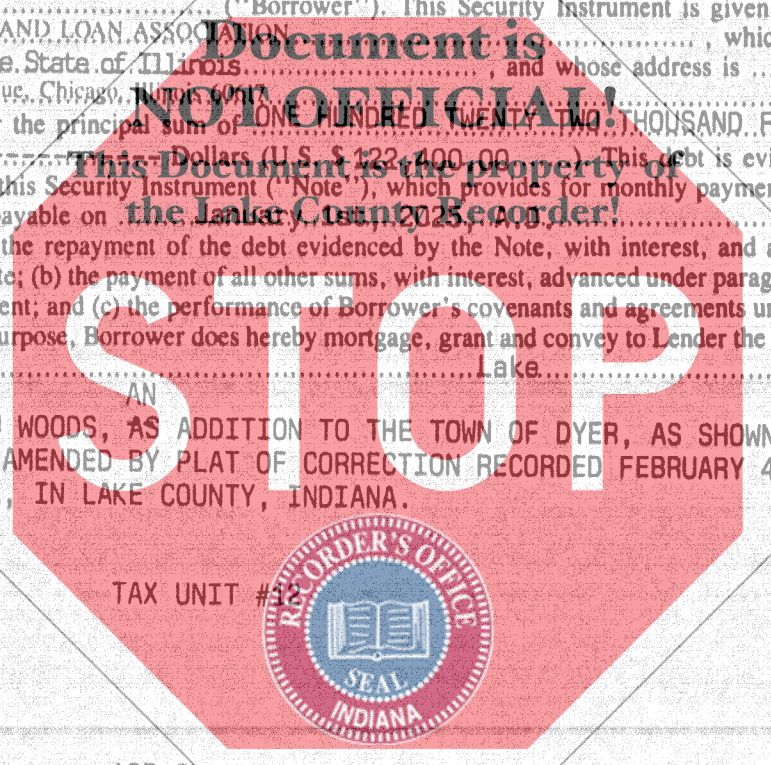 ("Borrower"). This Security Instrument is given
AND LOAN ASSOCIATION , whic
e State of Illinois , and whose address is
ue, Chicago, Illinois 60617
the principal sum of ONE HUNDRED TWENTY TWO THOUSAND F
Dollars (U.S. $ 122,400.00 ). This debt is evi
this Security Instrument ("Note"), which provides for monthly paymen
ayable on January 1st, 2025, A.D.
the repayment of the debt evidenced by the Note, with interest, and a
te; (b) the payment of all other sums, with interest, advanced under parag
ent; and (c) the performance of Borrower's covenants and agreements un
urpose, Borrower does hereby mortgage, grant and convey to Lender the
Lake
AN
WOODS, AS ADDITION TO THE TOWN OF DYER, AS SHOWN
AMENDED BY PLAT OF CORRECTION RECORDED FEBRUARY 4
, IN LAKE COUNTY, INDIANA.
TAX UNIT #12
Document is
NOT OFFICIAL!
This Document is the property of
the Lake County Recorder!
STOP
RECORDER'S OFFICE
SEAL
INDIANA